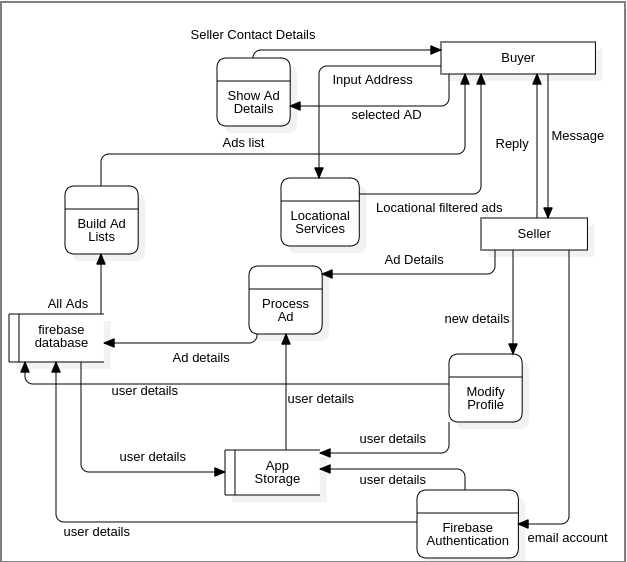 Seller Contact Details
Buyer
Input Address
Show Ad
Details
selected AD
Message
Reply
Ads list
Locational
Services
Locational filtered ads
Build Ad
Lists
Seller
Ad Details
Process
Ad
All Ads
firebase
database
new details
Ad details
Modify
Profile
user details
user details
user details
user details
App
Storage
user details
Firebase
Authentication
user details
email account